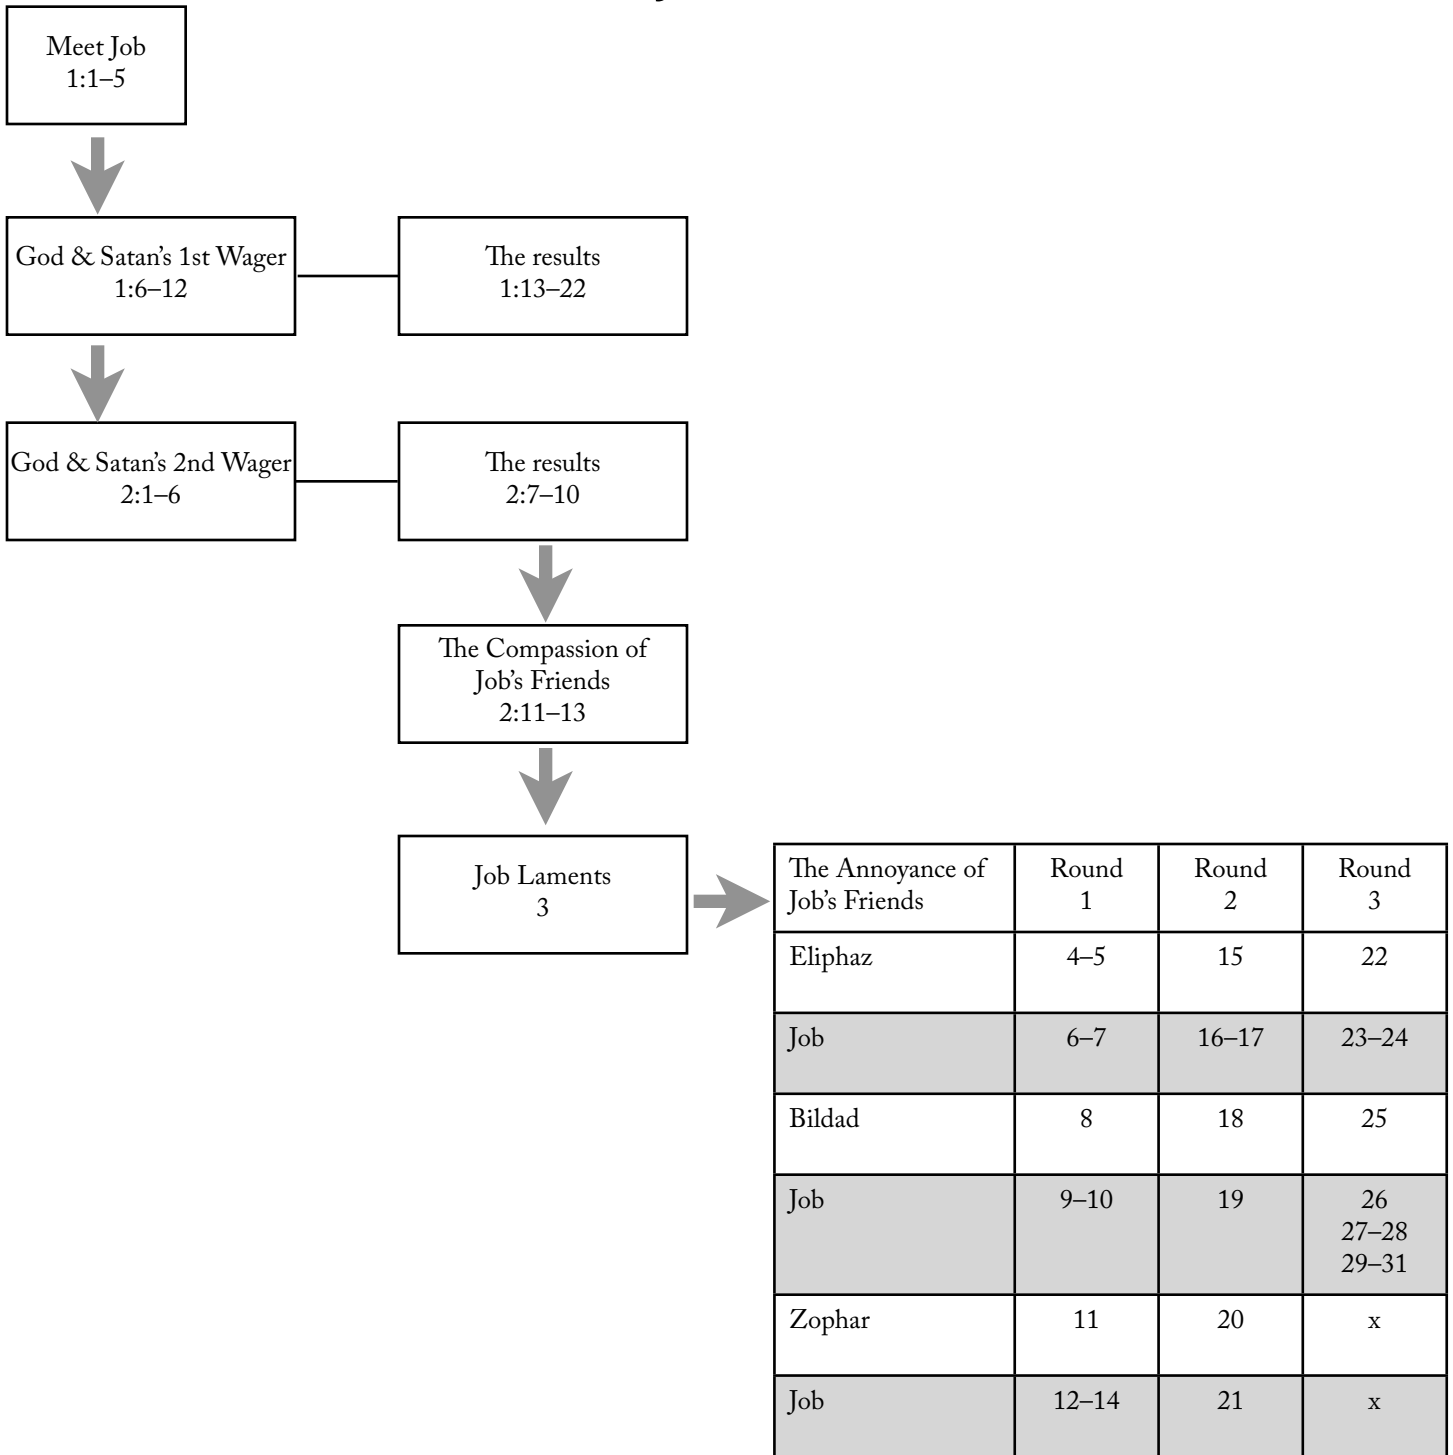 Meet Job
1:1–5
God & Satan's 1st Wager
1:6–12
The results
1:13–22
God & Satan's 2nd Wager
2:1–6
The results
2:7–10
The Compassion of
Job's Friends
2:11–13
Job Laments
3
The Annoyance of
Job's Friends
Round
1
Round
2
Round
3
Eliphaz
4–5
15
22
Job
6–7
16–17
23–24
Bildad
8
18
25
Job
9–10
19
26
27–28
29–31
Zophar
11
20
x
Job
12–14
21
x